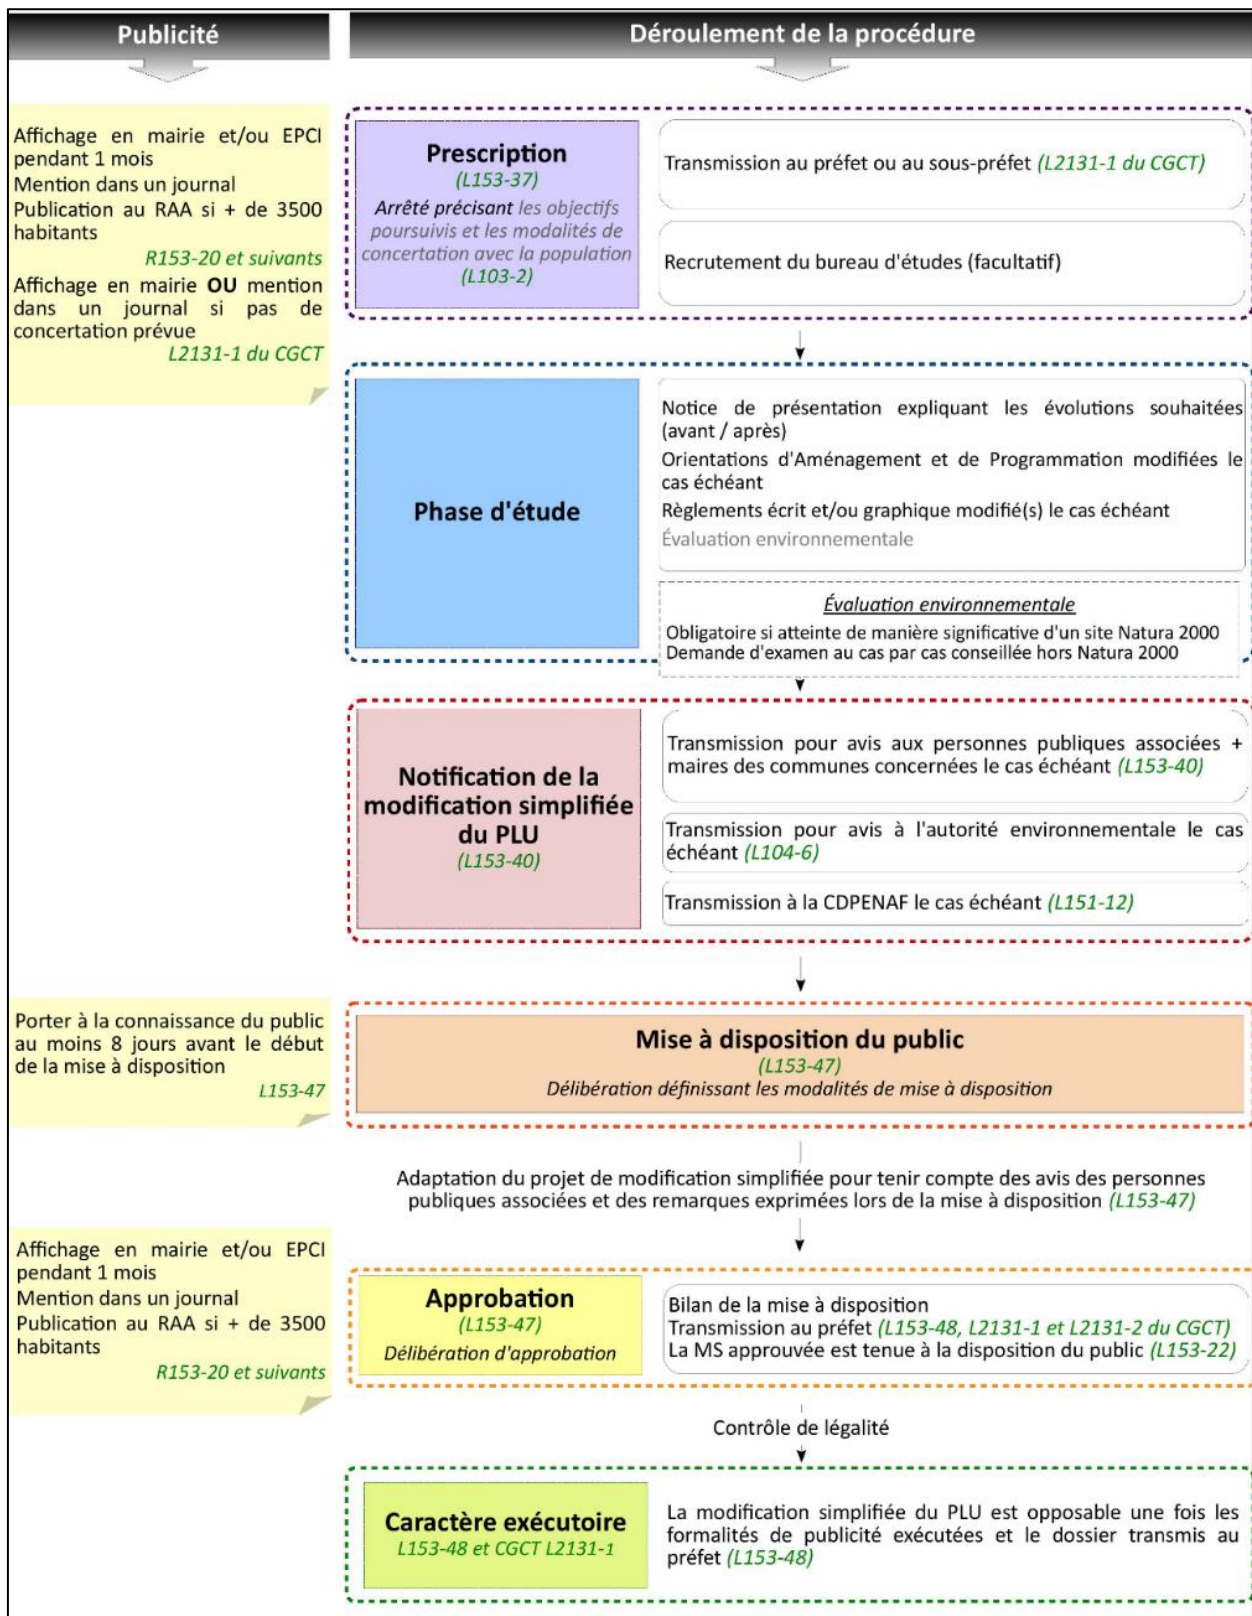 Publicité
Déroulement de la procédure
Affichage en mairie et/ou EPCI
pendant 1 mois
Mention dans un journal
Publication au RAA si + de 3500
habitants
R153-20 et suivants
Affichage en mairie OU mention
dans un journal si pas de
concertation prévue
L2131-1 du CGCT
Prescription
(L153-37)
Arrêté précisant les objectifs
poursuivis et les modalités de
concertation avec la population
(L103-2)
Transmission au préfet ou au sous-préfet (L2131-1 du CGCT)
Recrutement du bureau d'études (facultatif)
Phase d'étude
Notice de présentation expliquant les évolutions souhaitées
(avant / après)
Orientations d'Aménagement et de Programmation modifiées le
cas échéant
Règlements écrit et/ou graphique modifié(s) le cas échéant
Évaluation environnementale
Évaluation environnementale
Obligatoire si atteinte de manière significative d'un site Natura 2000
Demande d'examen au cas par cas conseillée hors Natura 2000
Notification de la
modification simplifiée
du PLU
(L153-40)
Transmission pour avis aux personnes publiques associées +
maires des communes concernées le cas échéant (L153-40)
Transmission pour avis à l'autorité environnementale le cas
échéant (L104-6)
Transmission à la CDPENAF le cas échéant (L151-12)
Porter à la connaissance du public
au moins 8 jours avant le début
de la mise à disposition
L153-47
Mise à disposition du public
(L153-47)
Délibération définissant les modalités de mise à disposition
Adaptation du projet de modification simplifiée pour tenir compte des avis des personnes
publiques associées et des remarques exprimées lors de la mise à disposition (L153-47)
Affichage en mairie et/ou EPCI
pendant 1 mois
Mention dans un journal
Publication au RAA si + de 3500
habitants
R153-20 et suivants
Approbation
(L153-47)
Délibération d'approbation
Bilan de la mise à disposition
Transmission au préfet (L153-48, L2131-1 et L2131-2 du CGCT)
La MS approuvée est tenue à la disposition du public (L153-22)
Contrôle de légalité
Caractère exécutoire
L153-48 et CGCT L2131-1
La modification simplifiée du PLU est opposable une fois les
formalités de publicité exécutées et le dossier transmis au
préfet (L153-48)